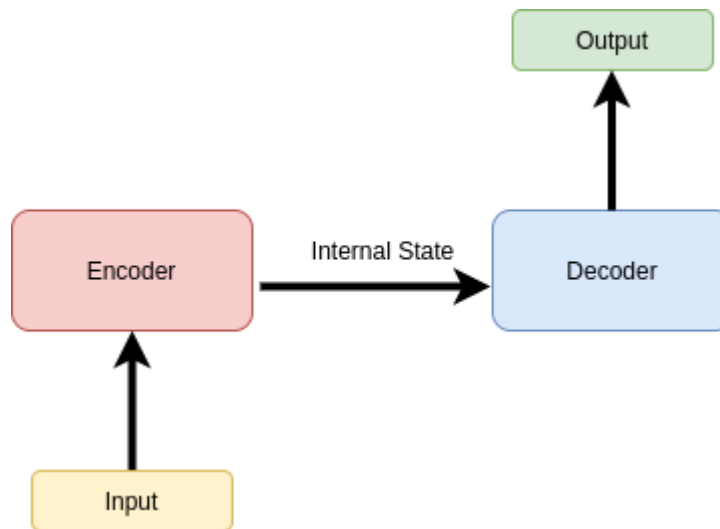 Output
Encoder
Internal State
Decoder
Input